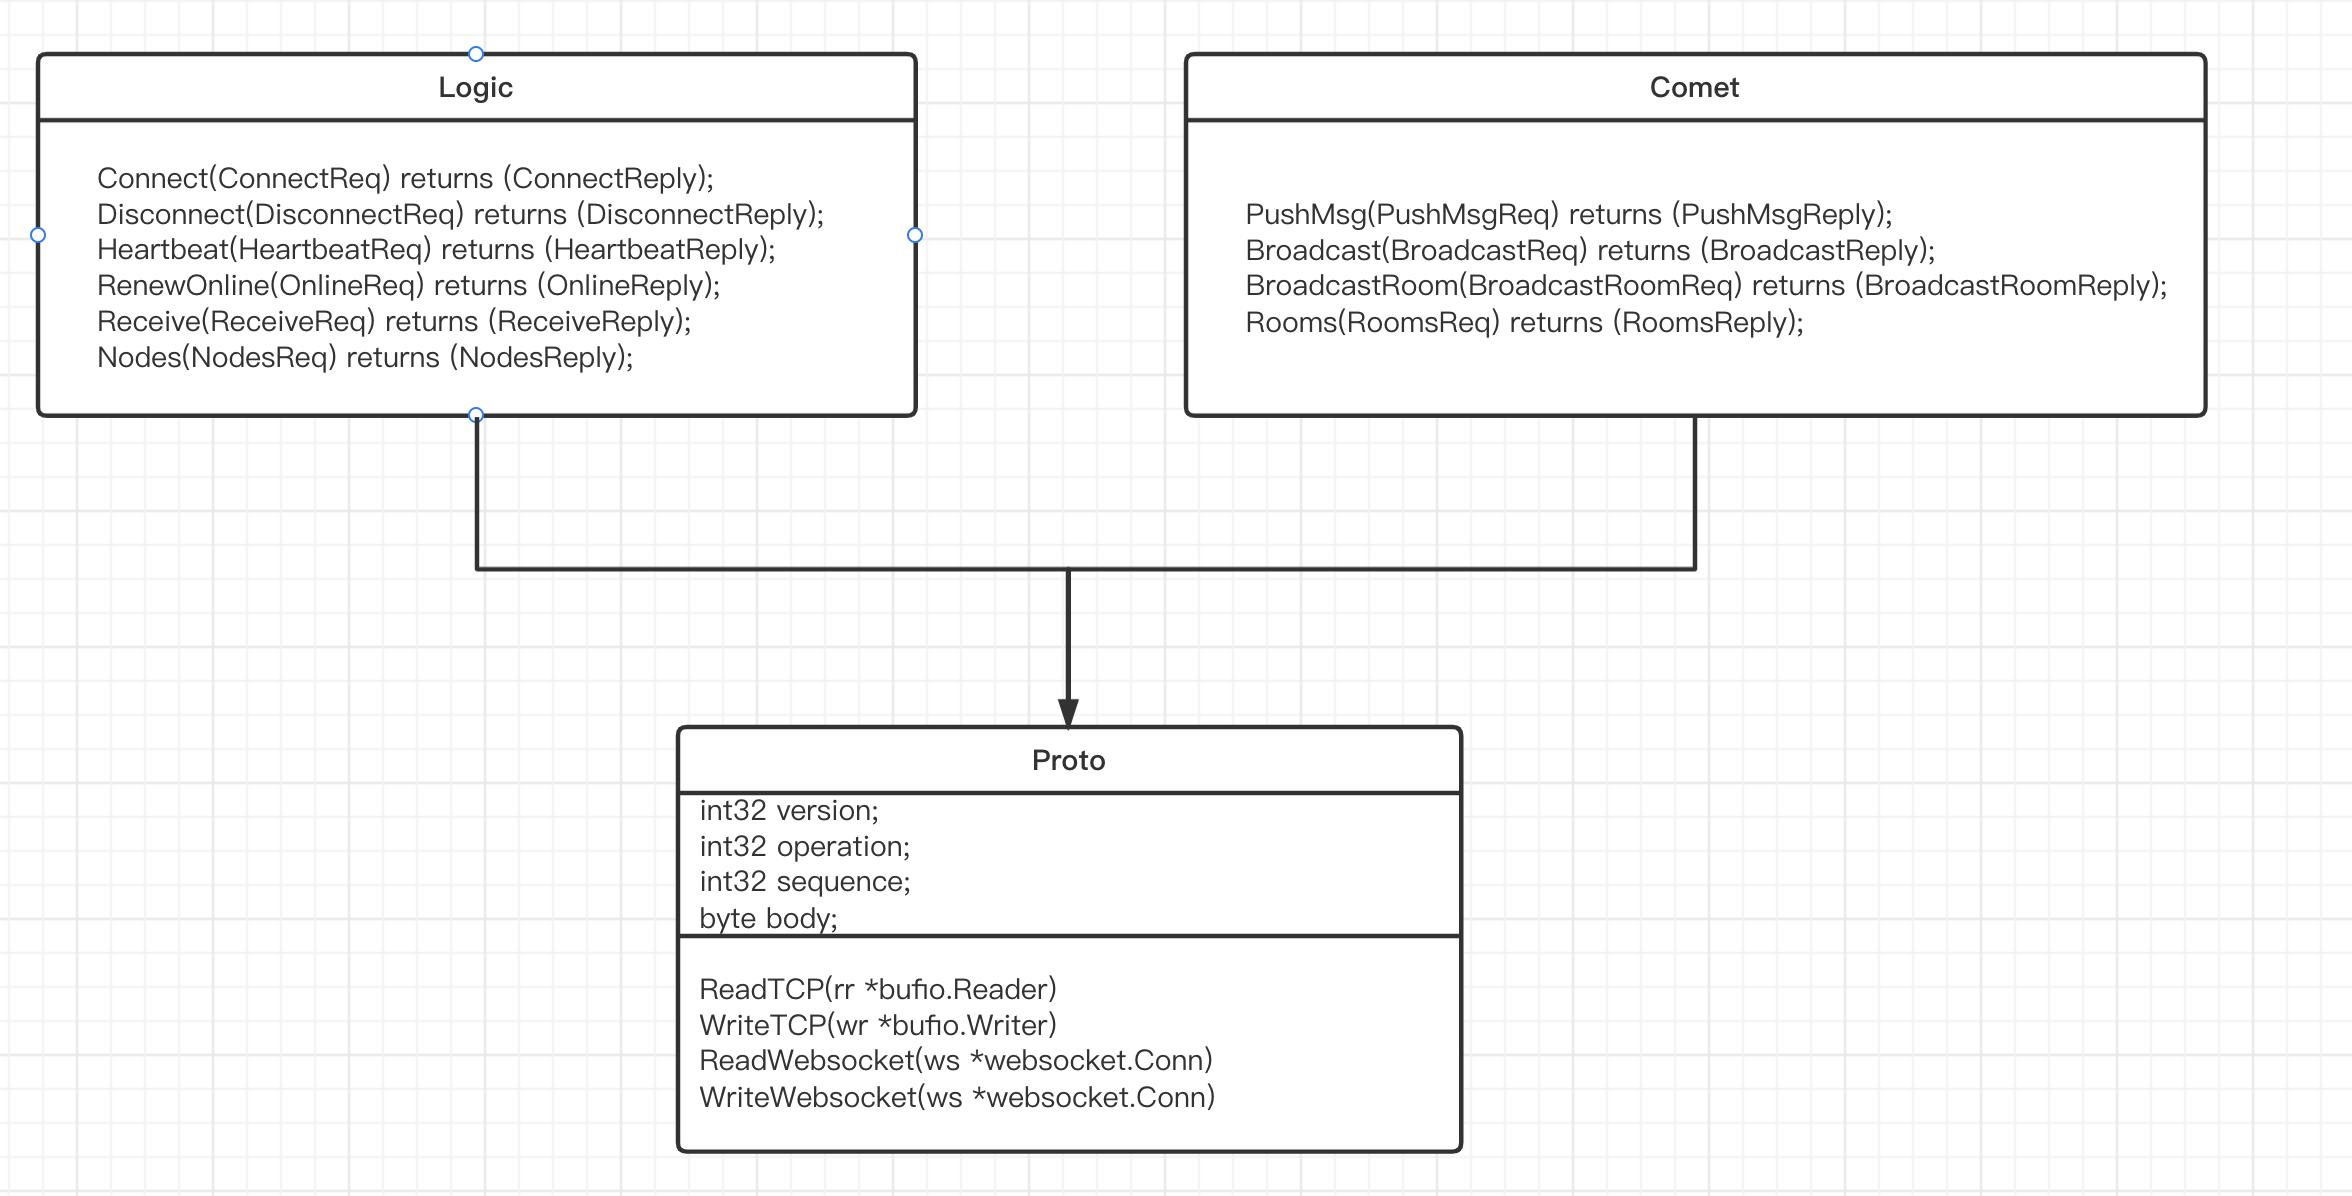 Logic
Connect(ConnectReq) returns (ConnectReply);
Disconnect(DisconnectReq) returns (DisconnectReply);
Heartbeat(HeartbeatReq) returns (HeartbeatReply);
RenewOnline(OnlineReq) returns (OnlineReply);
Receive(ReceiveReq) returns (ReceiveReply);
Nodes(NodesReq) returns (NodesReply);
Comet
PushMsg(PushMsgReq) returns (PushMsgReply);
Broadcast(BroadcastReq) returns (BroadcastReply);
BroadcastRoom(BroadcastRoomReq) returns (BroadcastRoomReply);
Rooms(RoomsReq) returns (RoomsReply);
Proto
int32 version;
int32 operation;
int32 sequence;
byte body;
ReadTCP(rr *bufio.Reader)
WriteTCP(wr *bufio.Writer)
ReadWebsocket(ws *websocket.Conn)
WriteWebsocket(ws *websocket.Conn)